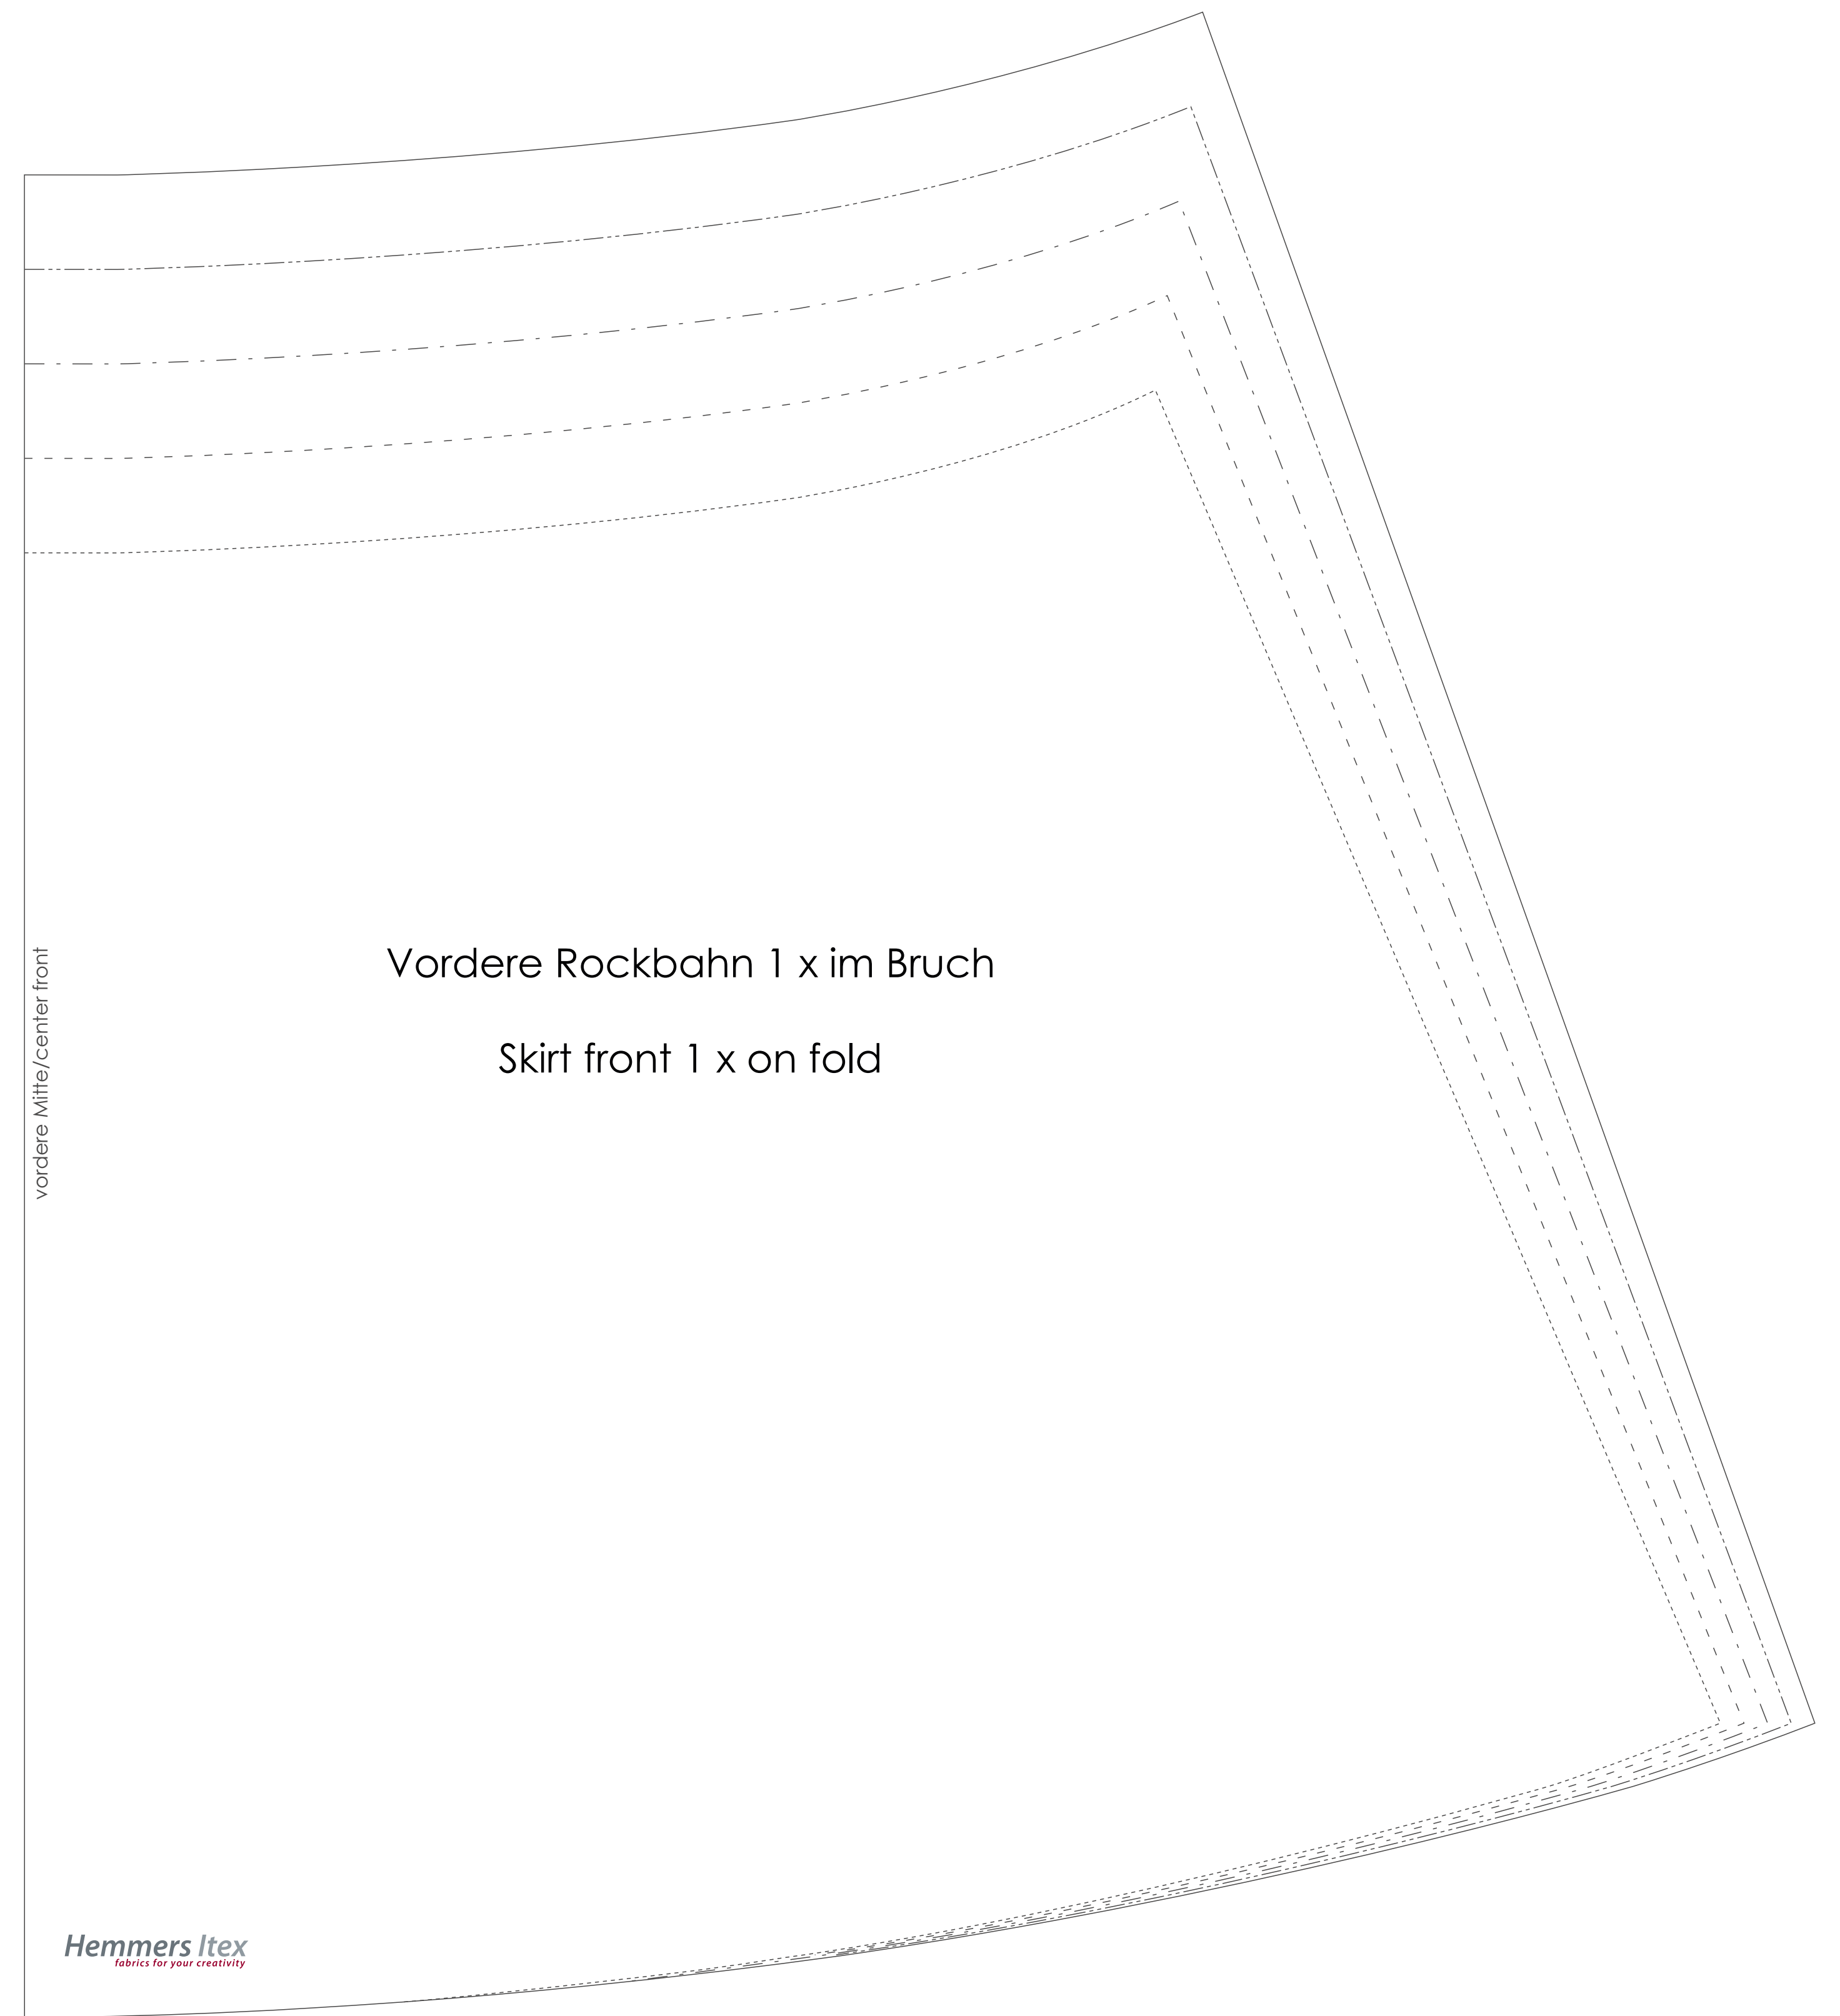 Vordere Rockbahn 1 x im Bruch
Skirt front 1 x on fold
vordere Mitte/center front
Hemmers Itex
fabrics for your creativity